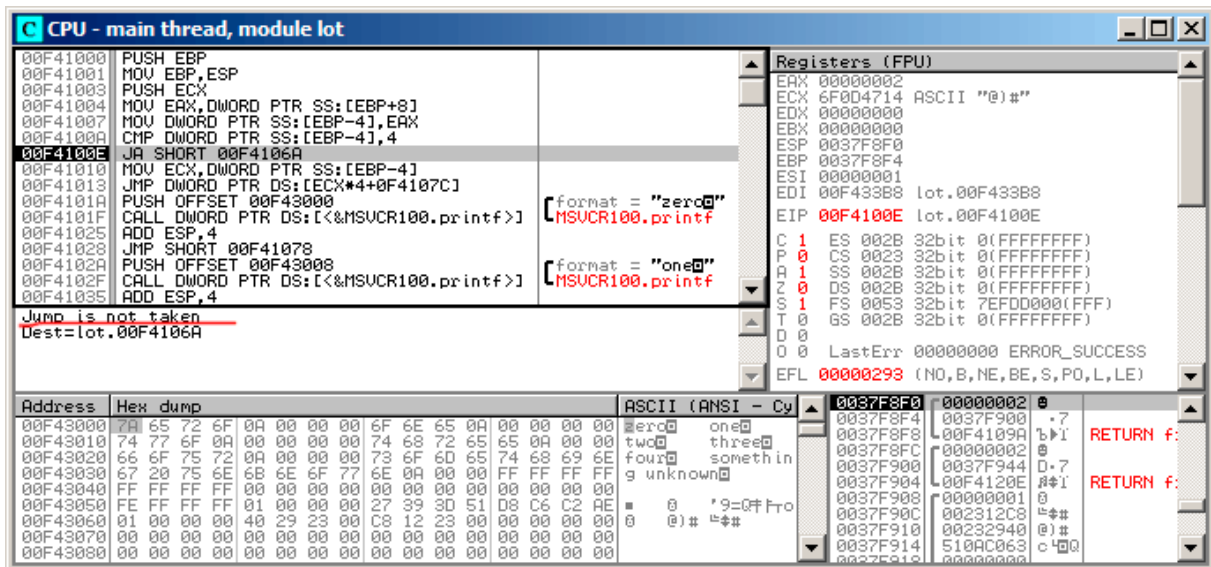 C CPU - main thread, module lot
00F41000 PUSH EBP
00F41001 MOV EBP,ESP
00F41003 PUSH ECX
00F41004 MOV EAX,DWORD PTR SS:[EBP+8]
00F41007 MOV DWORD PTR SS:[EBP-4],EAX
00F4100A CMP DWORD PTR SS:[EBP-4],4
00F4100E JA SHORT 00F4106A
00F41010 MOV ECX,DWORD PTR SS:[EBP-4]
00F41013 JMP DWORD PTR DS:[ECX*4+0F4107C]
00F4101A PUSH OFFSET 00F43000 format = "zero"
00F4101F CALL DWORD PTR DS:[<&MSVCR100.printf>] MSVCR100.printf
00F41025 ADD ESP,4
00F41028 JMP SHORT 00F41078
00F4102A PUSH OFFSET 00F43008 format = "one"
00F4102F CALL DWORD PTR DS:[<&MSVCR100.printf>] MSVCR100.printf
00F41035 ADD ESP,4
Jump is not taken
Dest=lot.00F4106A
Registers (FPU)
EAX 00000002
ECX 6F0D4714 ASCII "@)#"
EDX 00000000
EBX 00000000
ESP 0037F8F0
EBP 0037F8F4
ESI 00000001
EDI 00F433B8 lot.00F433B8
EIP 00F4100E lot.00F4100E
C 1 ES 002B 32bit 0(FFFFFFFF)
P 0 CS 0023 32bit 0(FFFFFFFF)
A 1 SS 002B 32bit 0(FFFFFFFF)
Z 0 DS 002B 32bit 0(FFFFFFFF)
S 1 FS 0053 32bit 7EFDD000(FFF)
T 0 GS 002B 32bit 0(FFFFFFFF)
D 0
O 0 LastErr 00000000 ERROR_SUCCESS
EFL 00000293 (NO,B,NE,BE,S,PO,L,LE)
Address Hex dump ASCII (ANSI - Cy
00F43000 7A 65 72 6F 0A 00 00 00 6F 6E 65 0A 00 00 00 00 zero one
00F43010 74 77 6F 0A 00 00 00 00 74 68 72 65 65 0A 00 00 two three
00F43020 66 6F 75 72 0A 00 00 00 73 6F 6D 65 74 68 69 6E four somethin
00F43030 67 20 75 6E 6B 6E 6F 77 6E 0A 00 00 FF FF FF FF g unknown
00F43040 FF FF FF FF 00 00 00 00 00 00 00 00 00 00 00 00
00F43050 FE FF FF FF 01 00 00 00 27 39 3D 51 D8 C6 C2 AE
00F43060 01 00 00 00 40 29 23 00 C8 12 23 00 00 00 00 00
00F43070 00 00 00 00 00 00 00 00 00 00 00 00 00 00 00 00
00F43080 00 00 00 00 00 00 00 00 00 00 00 00 00 00 00 00
0037F8F0 00000002
0037F8F4 0037F900
0037F8F8 00F4109A RETURN f
0037F8FC 00000002
0037F900 0037F944
0037F904 00F4120E RETURN f
0037F908 00000001
0037F90C 002312C8
0037F910 00232940 @)#
0037F914 510AC063